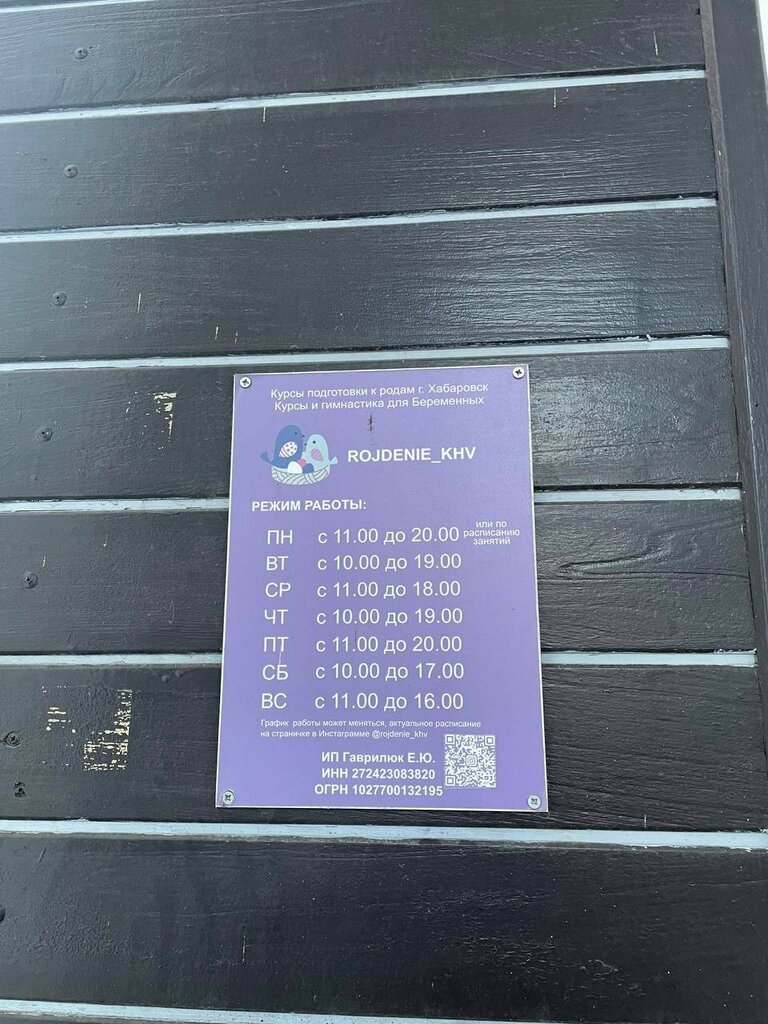 Курсы подготовки к родам г. Хабаровск
Курсы и гимнастика для Беременных
ROJDENIE_KHV
РЕЖИМ РАБОТЫ:
ПН с 11.00 до 20.00 или по расписанию занятий
ВТ с 10.00 до 19.00
СР с 11.00 до 18.00
ЧТ с 10.00 до 19.00
ПТ с 11.00 до 20.00
СБ с 10.00 до 17.00
ВС с 11.00 до 16.00
График работы может меняться, актуальное расписание
на страничке в Инстаграмме @rojdenie_khv
ИП Гаврилюк Е.Ю.
ИНН 272423083820
ОГРН 1027700132195